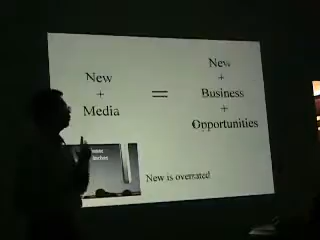 New
+
Media
=
New
+
Business
+
Opportunities
New is overrated